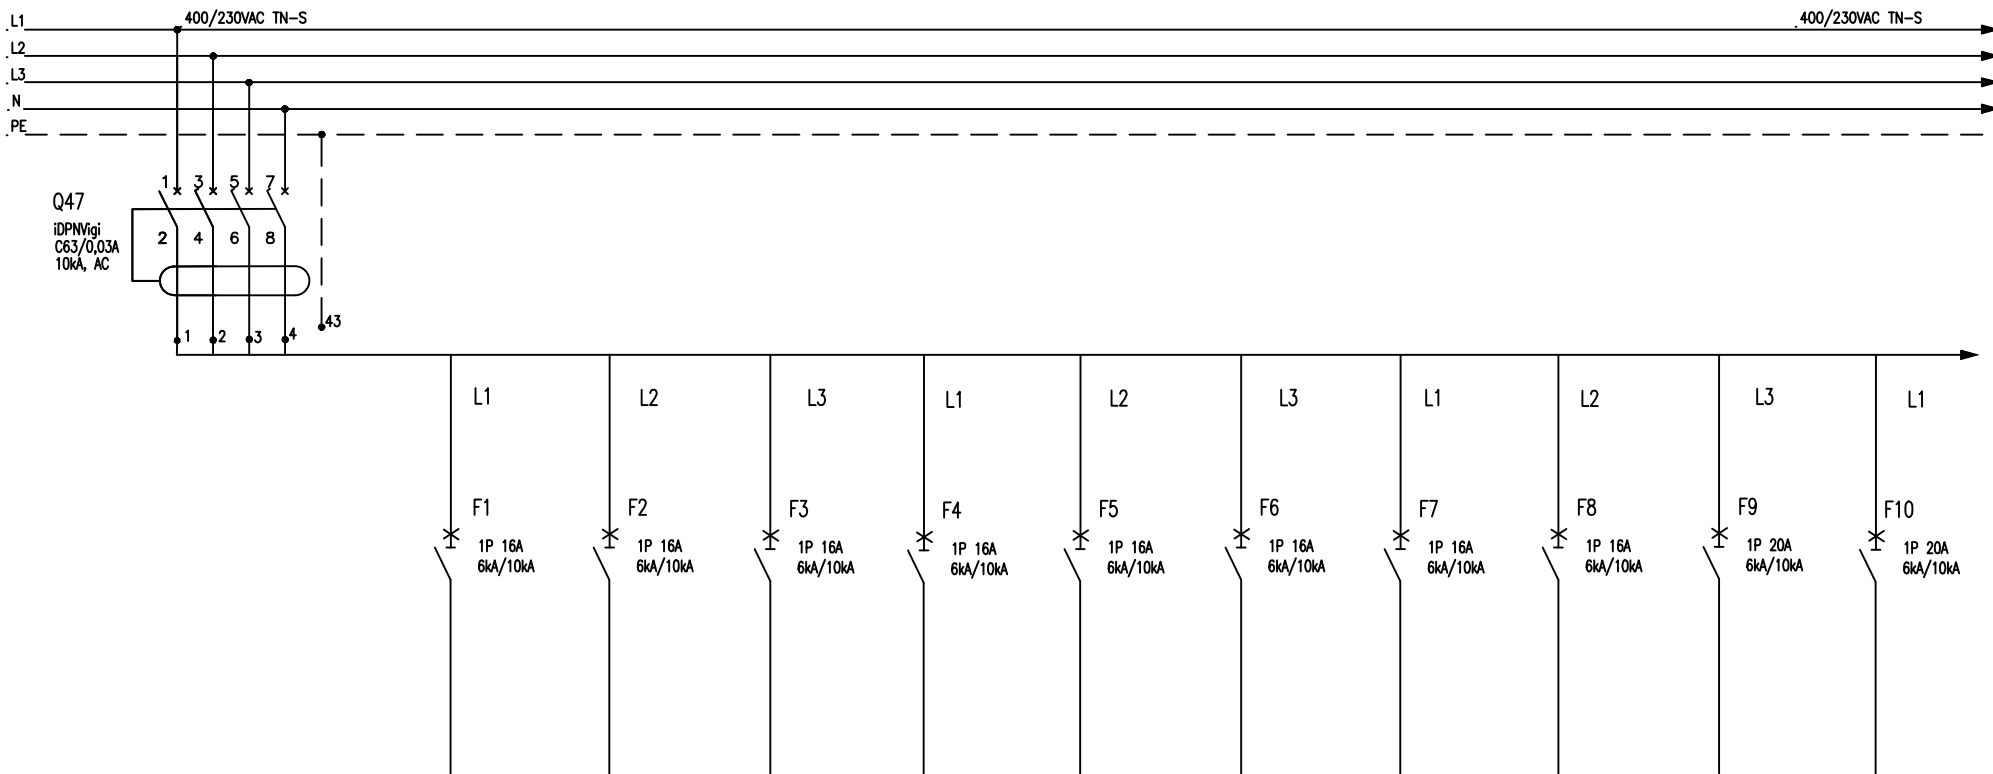 400/230VAC TN-S
400/230VAC TN-S
L1
L2
L3
N
PE
1 3 5 7
Q47
iDPNVigi
C63/0,03A
10kA, AC
2 4 6 8
1 2 3 4 43
L1 L2 L3 L1 L2 L3 L1 L2 L3 L1
F1 F2 F3 F4 F5 F6 F7 F8 F9 F10
1P 16A 1P 16A 1P 16A 1P 16A 1P 16A 1P 16A 1P 16A 1P 16A 1P 20A 1P 20A
6kA/10kA 6kA/10kA 6kA/10kA 6kA/10kA 6kA/10kA 6kA/10kA 6kA/10kA 6kA/10kA 6kA/10kA 6kA/10kA